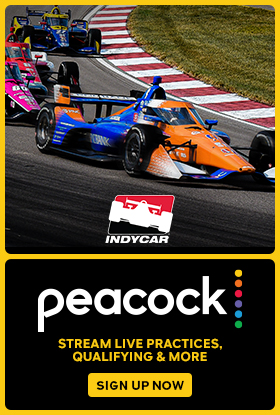 INDYCAR
peacock
STREAM LIVE PRACTICES,
QUALIFYING & MORE
SIGN UP NOW